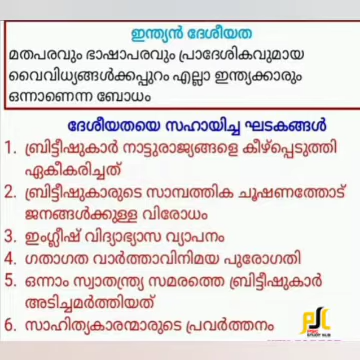 ഇന്ത്യൻ ദേശീയത
മതപരവും ഭാഷാപരവും പ്രാദേശികവുമായ
വൈവിധ്യങ്ങൾക്കപ്പുറം എല്ലാ ഇന്ത്യക്കാരും
ഒന്നാണെന്ന ബോധം
ദേശീയതയെ സഹായിച്ച ഘടകങ്ങൾ
1. ബ്രിട്ടീഷുകാർ നാട്ടുരാജ്യങ്ങളെ കീഴ്പ്പെടുത്തി
ഏകീകരിച്ചത്
2. ബ്രിട്ടീഷുകാരുടെ സാമ്പത്തിക ചൂഷണത്തോട്
ജനങ്ങൾക്കുള്ള വിരോധം
3. ഇംഗ്ലീഷ് വിദ്യാഭ്യാസ വ്യാപനം
4. ഗതാഗത വാർത്താവിനിമയ പുരോഗതി
5. ഒന്നാം സ്വാതന്ത്ര്യ സമരത്തെ ബ്രിട്ടീഷുകാർ
അടിച്ചമർത്തിയത്
6. സാഹിത്യകാരന്മാരുടെ പ്രവർത്തനം